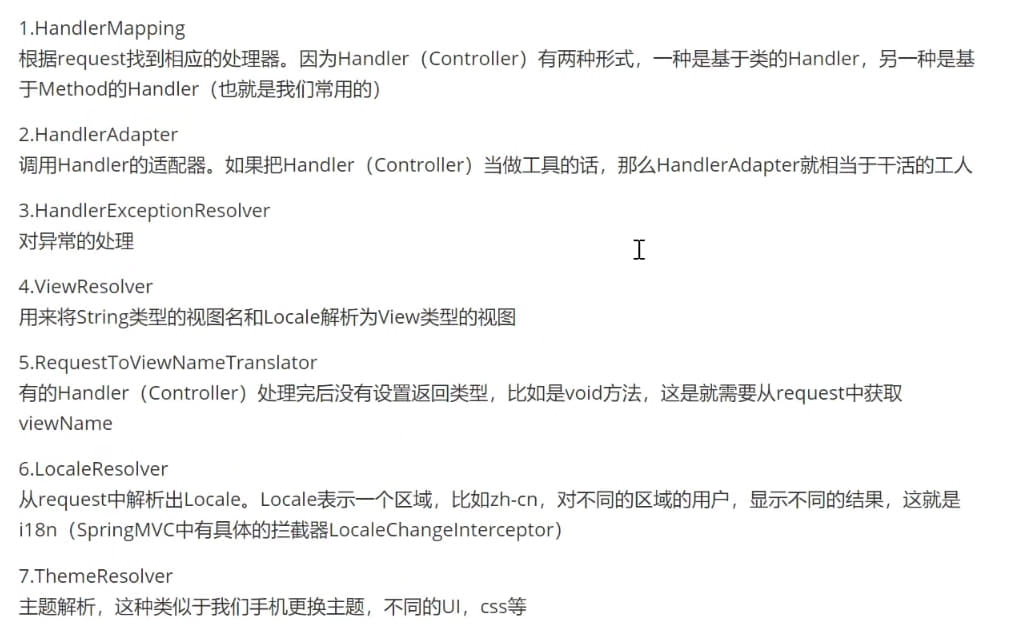 1.HandlerMapping
根据request找到相应的处理器。因为Handler（Controller）有两种形式，一种是基于类的Handler，另一种是基
于Method的Handler（也就是我们常用的）
2.HandlerAdapter
调用Handler的适配器。如果把Handler（Controller）当做工具的话，那么HandlerAdapter就相当于干活的工人
3.HandlerExceptionResolver
对异常的处理
4.ViewResolver
用来将String类型的视图名和Locale解析为View类型的视图
5.RequestToViewNameTranslator
有的Handler（Controller）处理完后没有设置返回类型，比如是void方法，这是就需要从request中获取
viewName
6.LocaleResolver
从request中解析出Locale。Locale表示一个区域，比如zh-cn，对不同的区域的用户，显示不同的结果，这就是
i18n（SpringMVC中有具体的拦截器LocaleChangeInterceptor）
7.ThemeResolver
主题解析，这种类似于我们手机更换主题，不同的UI，css等